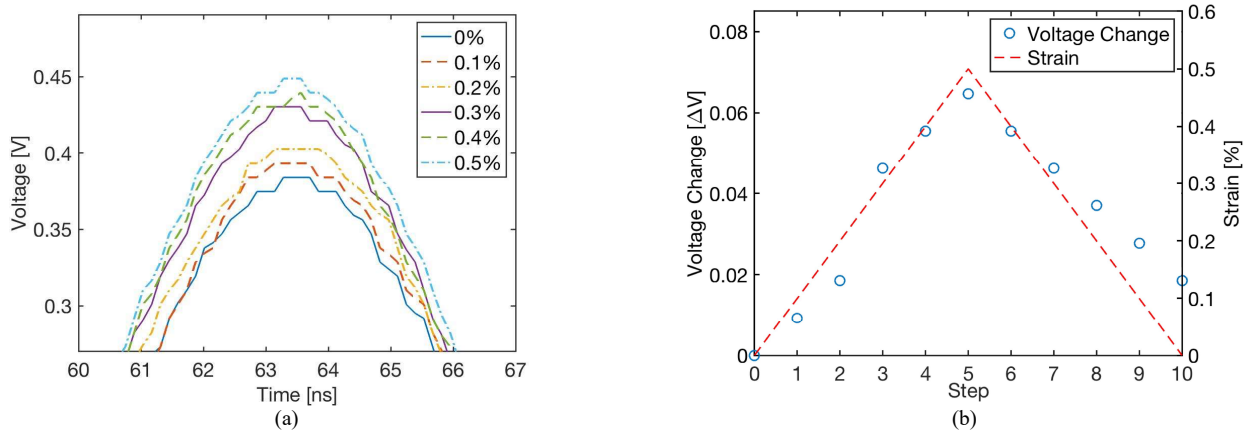 0%
0.1%
0.2%
0.3%
0.4%
0.5%
0.45
0.4
0.35
0.3
Voltage [V]
60 61 62 63 64 65 66 67
Time [ns]
(a)
Voltage Change
Strain
0.08
0.06
0.04
0.02
0
Voltage Change [ΔV]
0.6
0.5
0.4
0.3
0.2
0.1
0
Strain [%]
0 1 2 3 4 5 6 7 8 9 10
Step
(b)